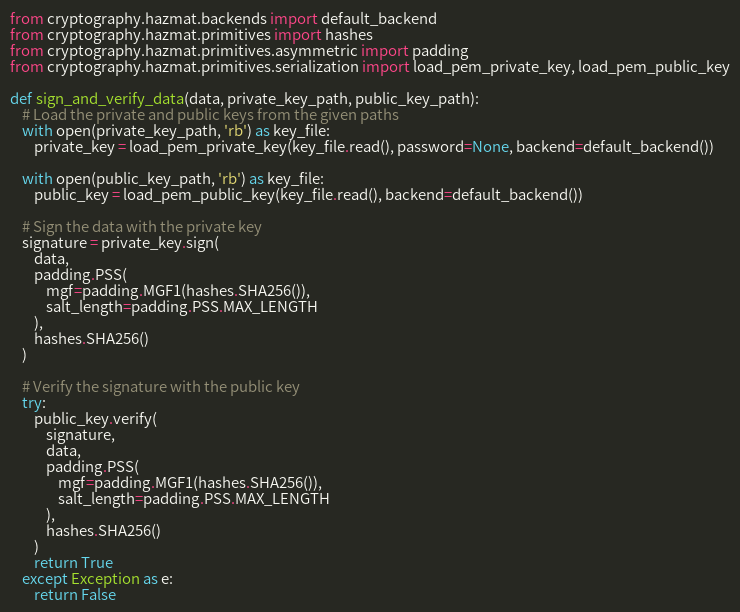 from cryptography.hazmat.backends import default_backend
from cryptography.hazmat.primitives import hashes
from cryptography.hazmat.primitives.asymmetric import padding
from cryptography.hazmat.primitives.serialization import load_pem_private_key, load_pem_public_key

def sign_and_verify_data(data, private_key_path, public_key_path):
    # Load the private and public keys from the given paths
    with open(private_key_path, 'rb') as key_file:
        private_key = load_pem_private_key(key_file.read(), password=None, backend=default_backend())

    with open(public_key_path, 'rb') as key_file:
        public_key = load_pem_public_key(key_file.read(), backend=default_backend())

    # Sign the data with the private key
    signature = private_key.sign(
        data,
        padding.PSS(
            mgf=padding.MGF1(hashes.SHA256()),
            salt_length=padding.PSS.MAX_LENGTH
        ),
        hashes.SHA256()
    )

    # Verify the signature with the public key
    try:
        public_key.verify(
            signature,
            data,
            padding.PSS(
                mgf=padding.MGF1(hashes.SHA256()),
                salt_length=padding.PSS.MAX_LENGTH
            ),
            hashes.SHA256()
        )
        return True
    except Exception as e:
        return False